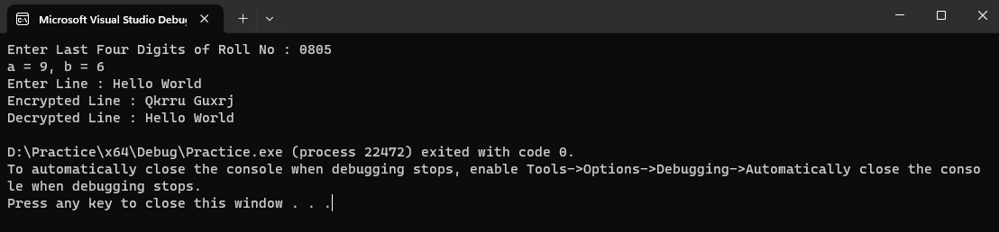 Microsoft Visual Studio Debug
Enter Last Four Digits of Roll No : 0805
a = 9, b = 6
Enter Line : Hello World
Encrypted Line : Qkrru Guxrj
Decrypted Line : Hello World
D:\Practice\x64\Debug\Practice.exe (process 22472) exited with code 0.
To automatically close the console when debugging stops, enable Tools->Options->Debugging->Automatically close the conso
le when debugging stops.
Press any key to close this window . . .